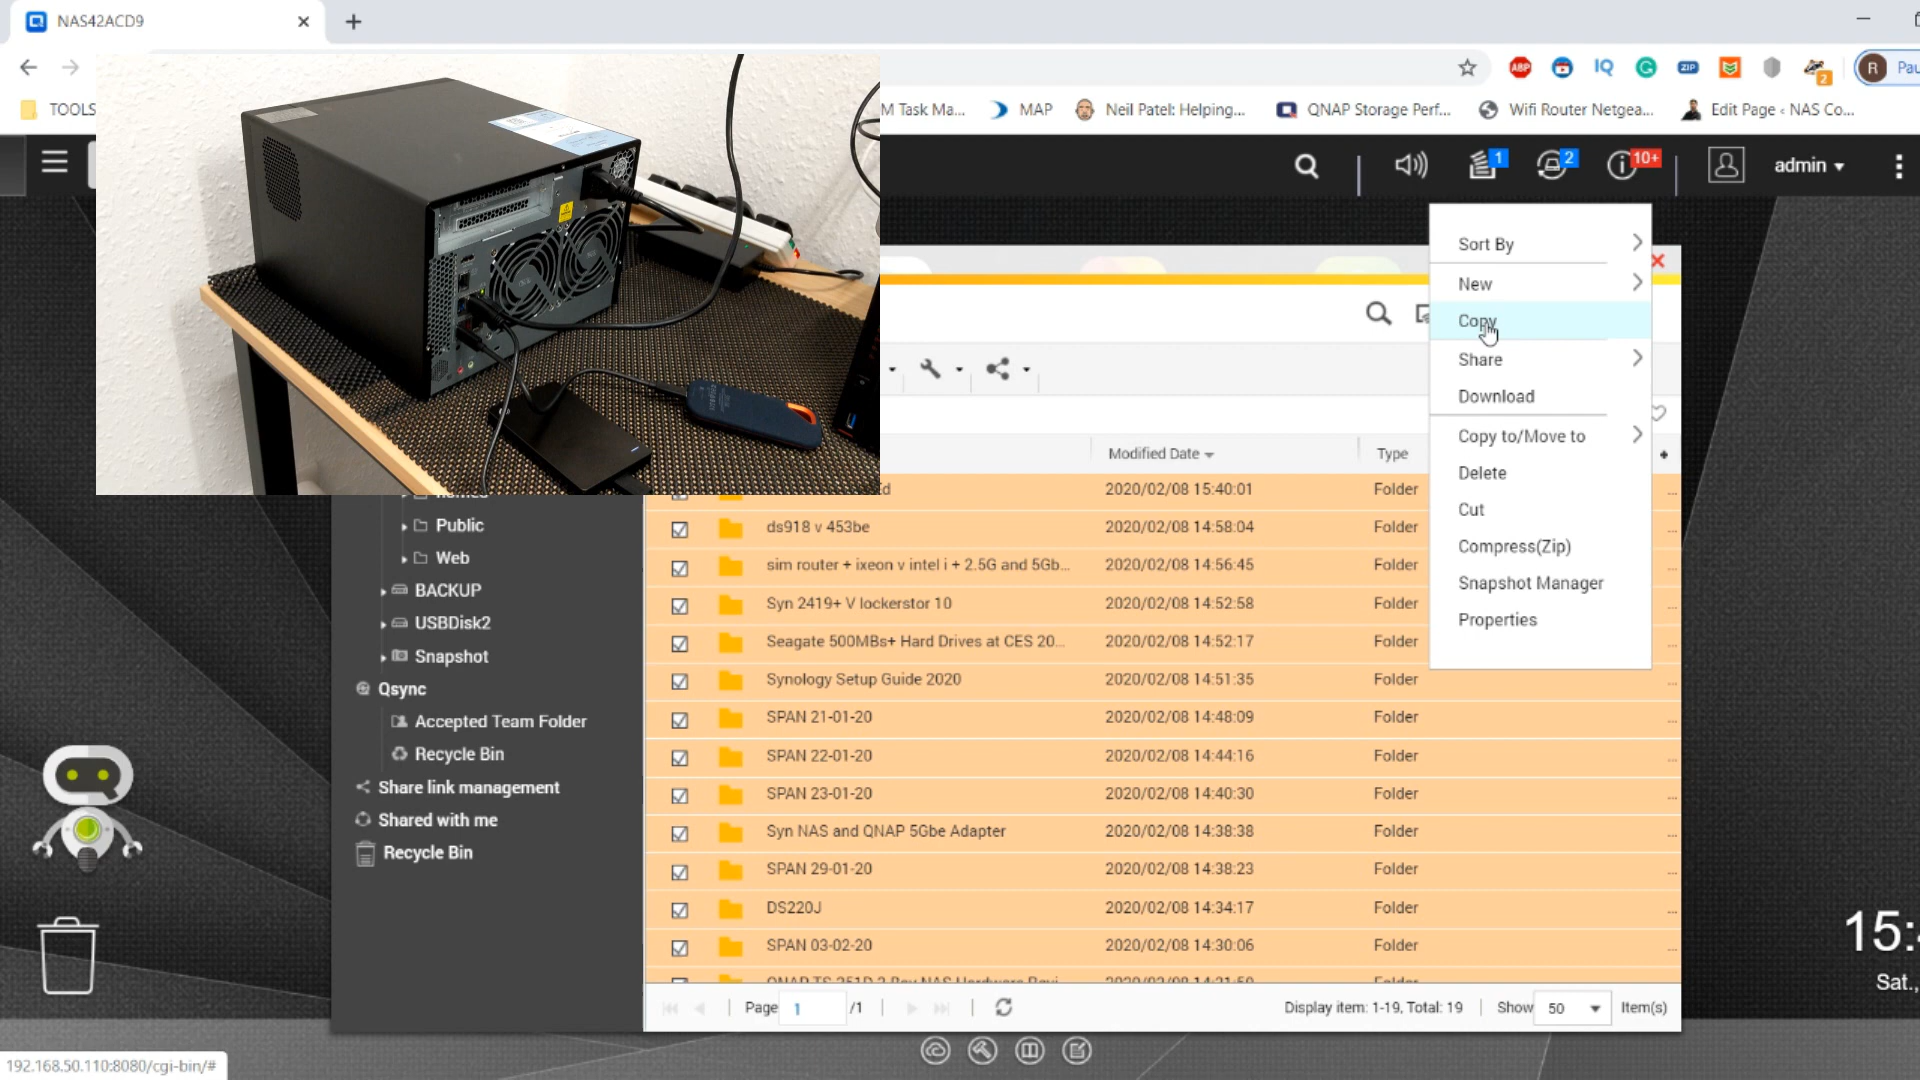 NAS42ACD9
ABP
IQ
ZIP
2
R
Pau
TOOLS
M Task Ma...
MAP
Neil Patel: Helping...
QNAP Storage Perf...
Wifi Router Netgea...
Edit Page ‹ NAS Co...
1
2
10+
admin
Sort By
New
Copy
Share
Download
Copy to/Move to
Delete
Cut
Compress(Zip)
Snapshot Manager
Properties
Modified Date
Type
Public
Web
BACKUP
USBDisk2
Snapshot
Qsync
Accepted Team Folder
Recycle Bin
Share link management
Shared with me
Recycle Bin
2020/02/08 15:40:01 Folder
ds918 v 453be 2020/02/08 14:58:04 Folder
sim router + ixeon v intel i + 2.5G and 5Gb... 2020/02/08 14:56:45 Folder
Syn 2419+ V lockerstor 10 2020/02/08 14:52:58 Folder
Seagate 500MBs+ Hard Drives at CES 20... 2020/02/08 14:52:17 Folder
Synology Setup Guide 2020 2020/02/08 14:51:35 Folder
SPAN 21-01-20 2020/02/08 14:48:09 Folder
SPAN 22-01-20 2020/02/08 14:44:16 Folder
SPAN 23-01-20 2020/02/08 14:40:30 Folder
Syn NAS and QNAP 5Gbe Adapter 2020/02/08 14:38:38 Folder
SPAN 29-01-20 2020/02/08 14:38:23 Folder
DS220J 2020/02/08 14:34:17 Folder
SPAN 03-02-20 2020/02/08 14:30:06 Folder
Page 1 /1
Display item: 1-19, Total: 19 Show 50 Item(s)
15:
Sat.,
192.168.50.110:8080/cgi-bin/#